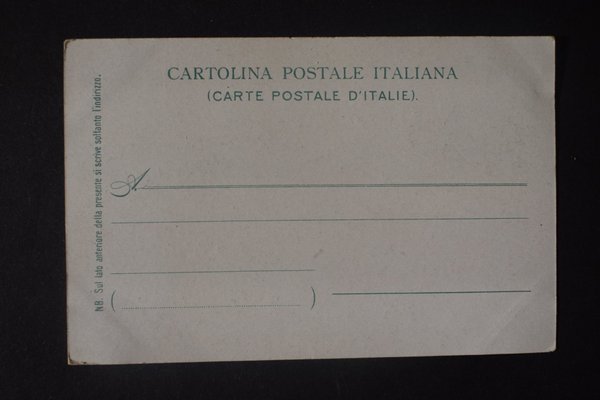 CARTOLINA POSTALE ITALIANA
(CARTE POSTALE D'ITALIE).
NB. Sul lato anteriore della presente si scrive soltanto l'indirizzo.
A
( )